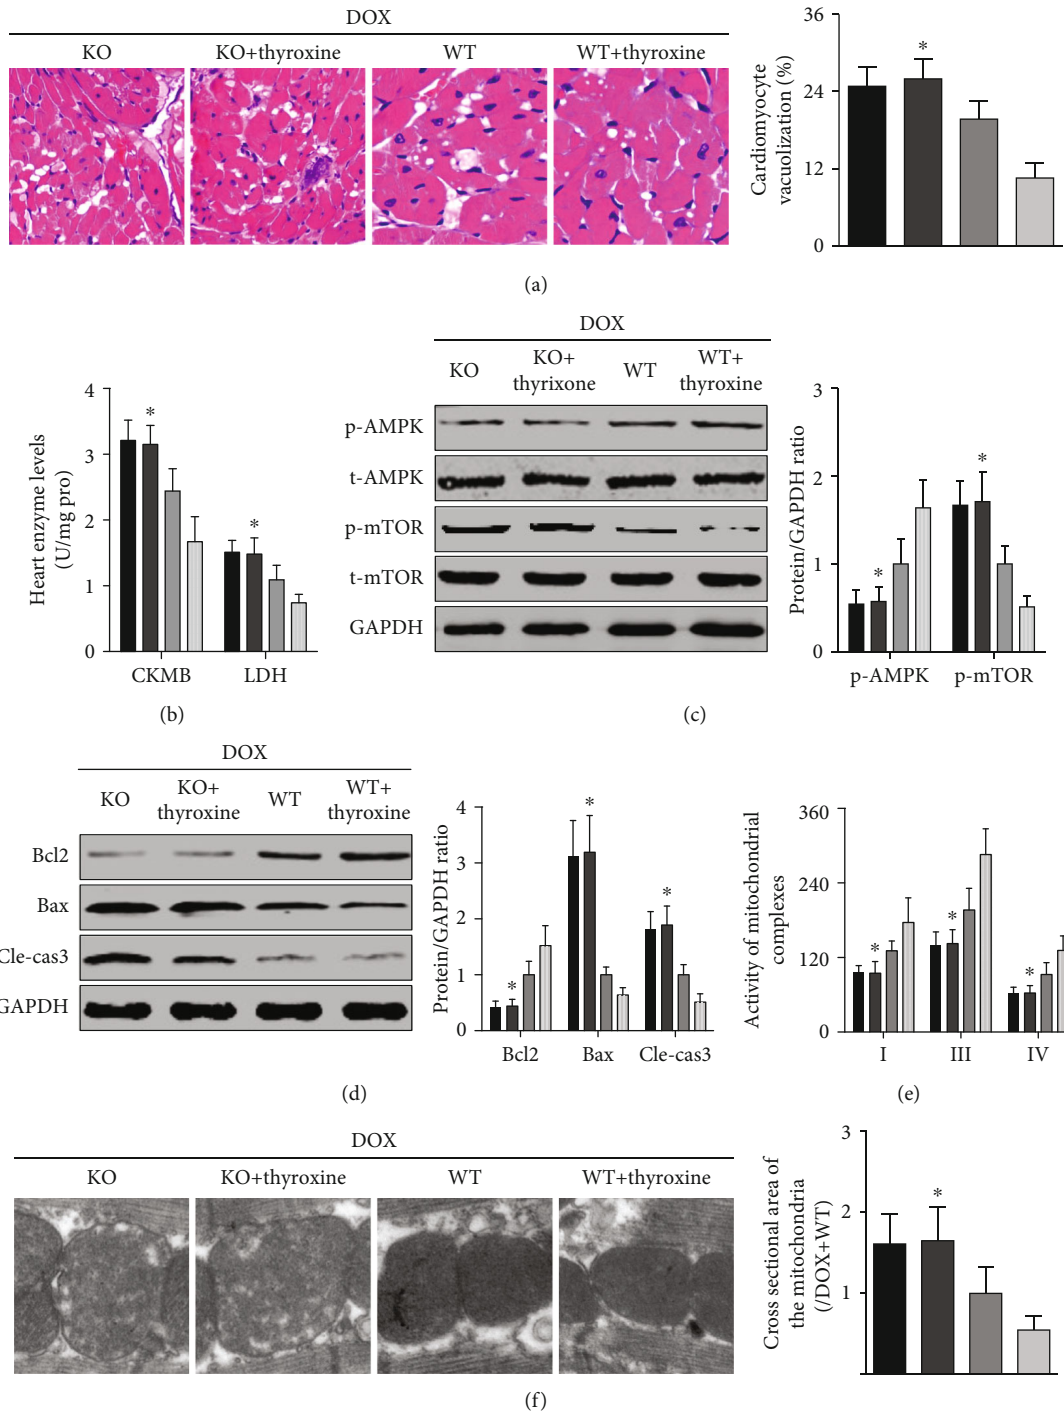 DOX
KO KO+thyroxine WT WT+thyroxine
Cardiomyocyte
vacuolization (%)
36
24
12
0
*
(a)
Heart enzyme levels
(U/mg pro)
4
3
2
1
0
*
*
CKMB LDH
(b)
DOX
KO KO+ WT WT+
thyrixone thyroxine
p-AMPK
t-AMPK
p-mTOR
t-mTOR
GAPDH
Protein/GAPDH ratio
3
2
1
0
*
*
p-AMPK p-mTOR
(c)
DOX
KO KO+ WT WT+
thyroxine thyroxine
Bcl2
Bax
Cle-cas3
GAPDH
Protein/GAPDH ratio
4
3
2
1
0
*
*
*
Bcl2 Bax Cle-cas3
(d)
Activity of mitochondrial
complexes
360
240
120
0
*
*
*
I III IV
(e)
DOX
KO KO+thyroxine WT WT+thyroxine
Cross sectional area of
the mitochondria
(/DOX+WT)
3
2
1
*
(f)